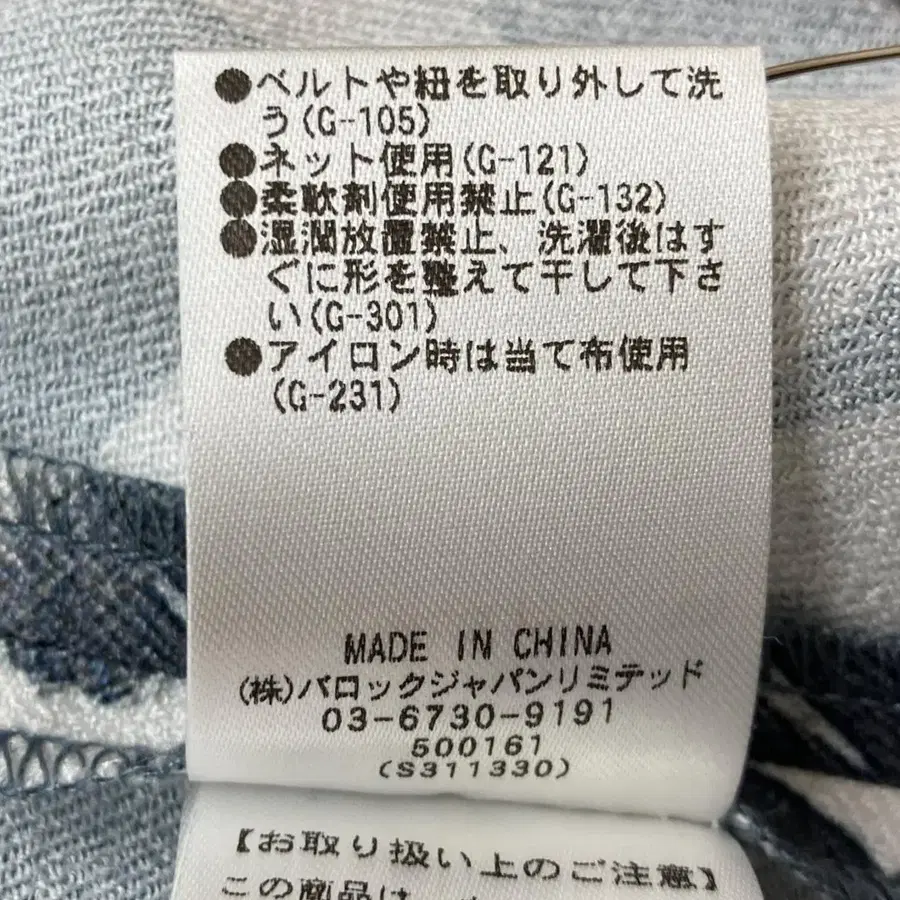 ●ベルトや紐を取り外して洗
う(G-105)
●ネット使用(G-121)
●柔軟剤使用禁止(G-132)
●湿潤放置禁止、洗濯後はす
ぐに形を整えて干して下さ
い(G-301)
●アイロン時は当て布使用
(G-231)
MADE IN CHINA
(株)バロックジャパンリミテッド
03-6730-9191
500161
(S311330)
【お取り扱い上のご注意】
この商品は